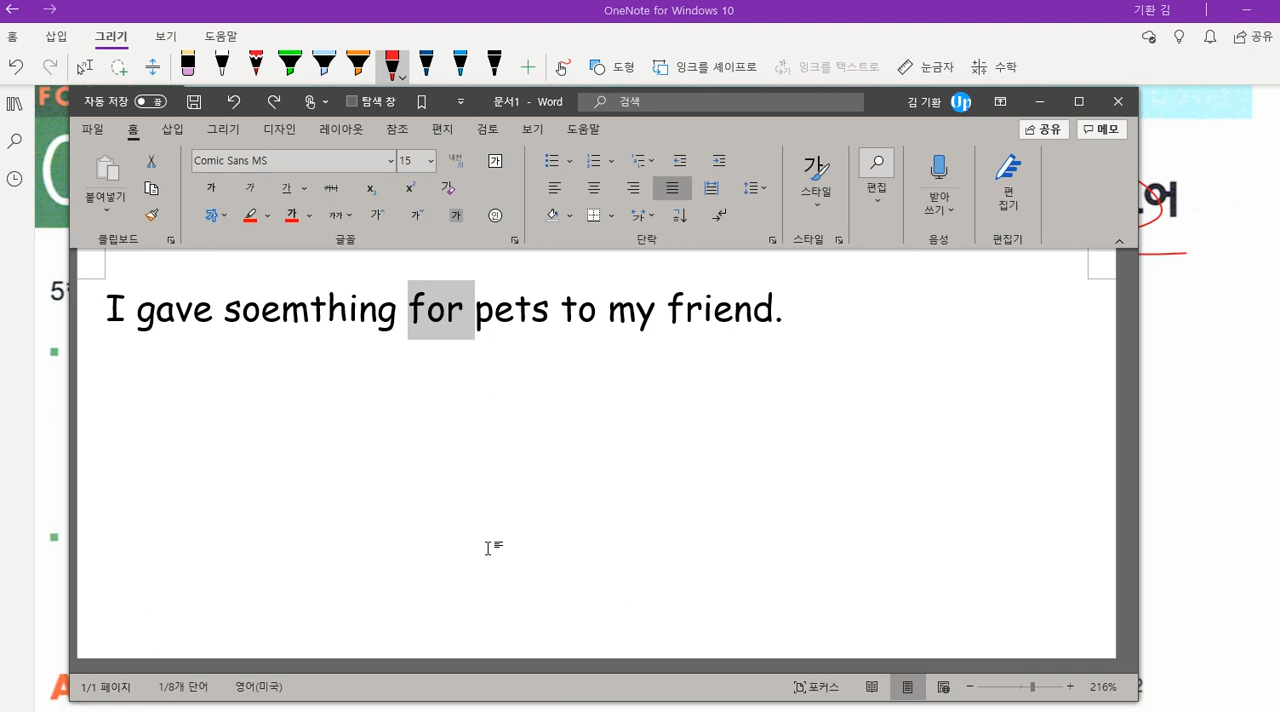 OneNote for Windows 10
기환 김
홈 삽입 그리기 보기 도움말
공유
도형 잉크를 셰이프로 잉크를 텍스트로 눈금자 수학
FO
자동 저장 끔 탐색 창 문서1 - Word 검색 김 기환 Up
파일 홈 삽입 그리기 디자인 레이아웃 참조 편지 검토 보기 도움말 공유 메모
붙여넣기 Comic Sans MS 15 스타일 편집 받아쓰기 편집기
클립보드 글꼴 단락 스타일 음성 편집기
어
I gave soemthing for pets to my friend.
1/1 페이지 1/8개 단어 영어(미국) 포커스 216%